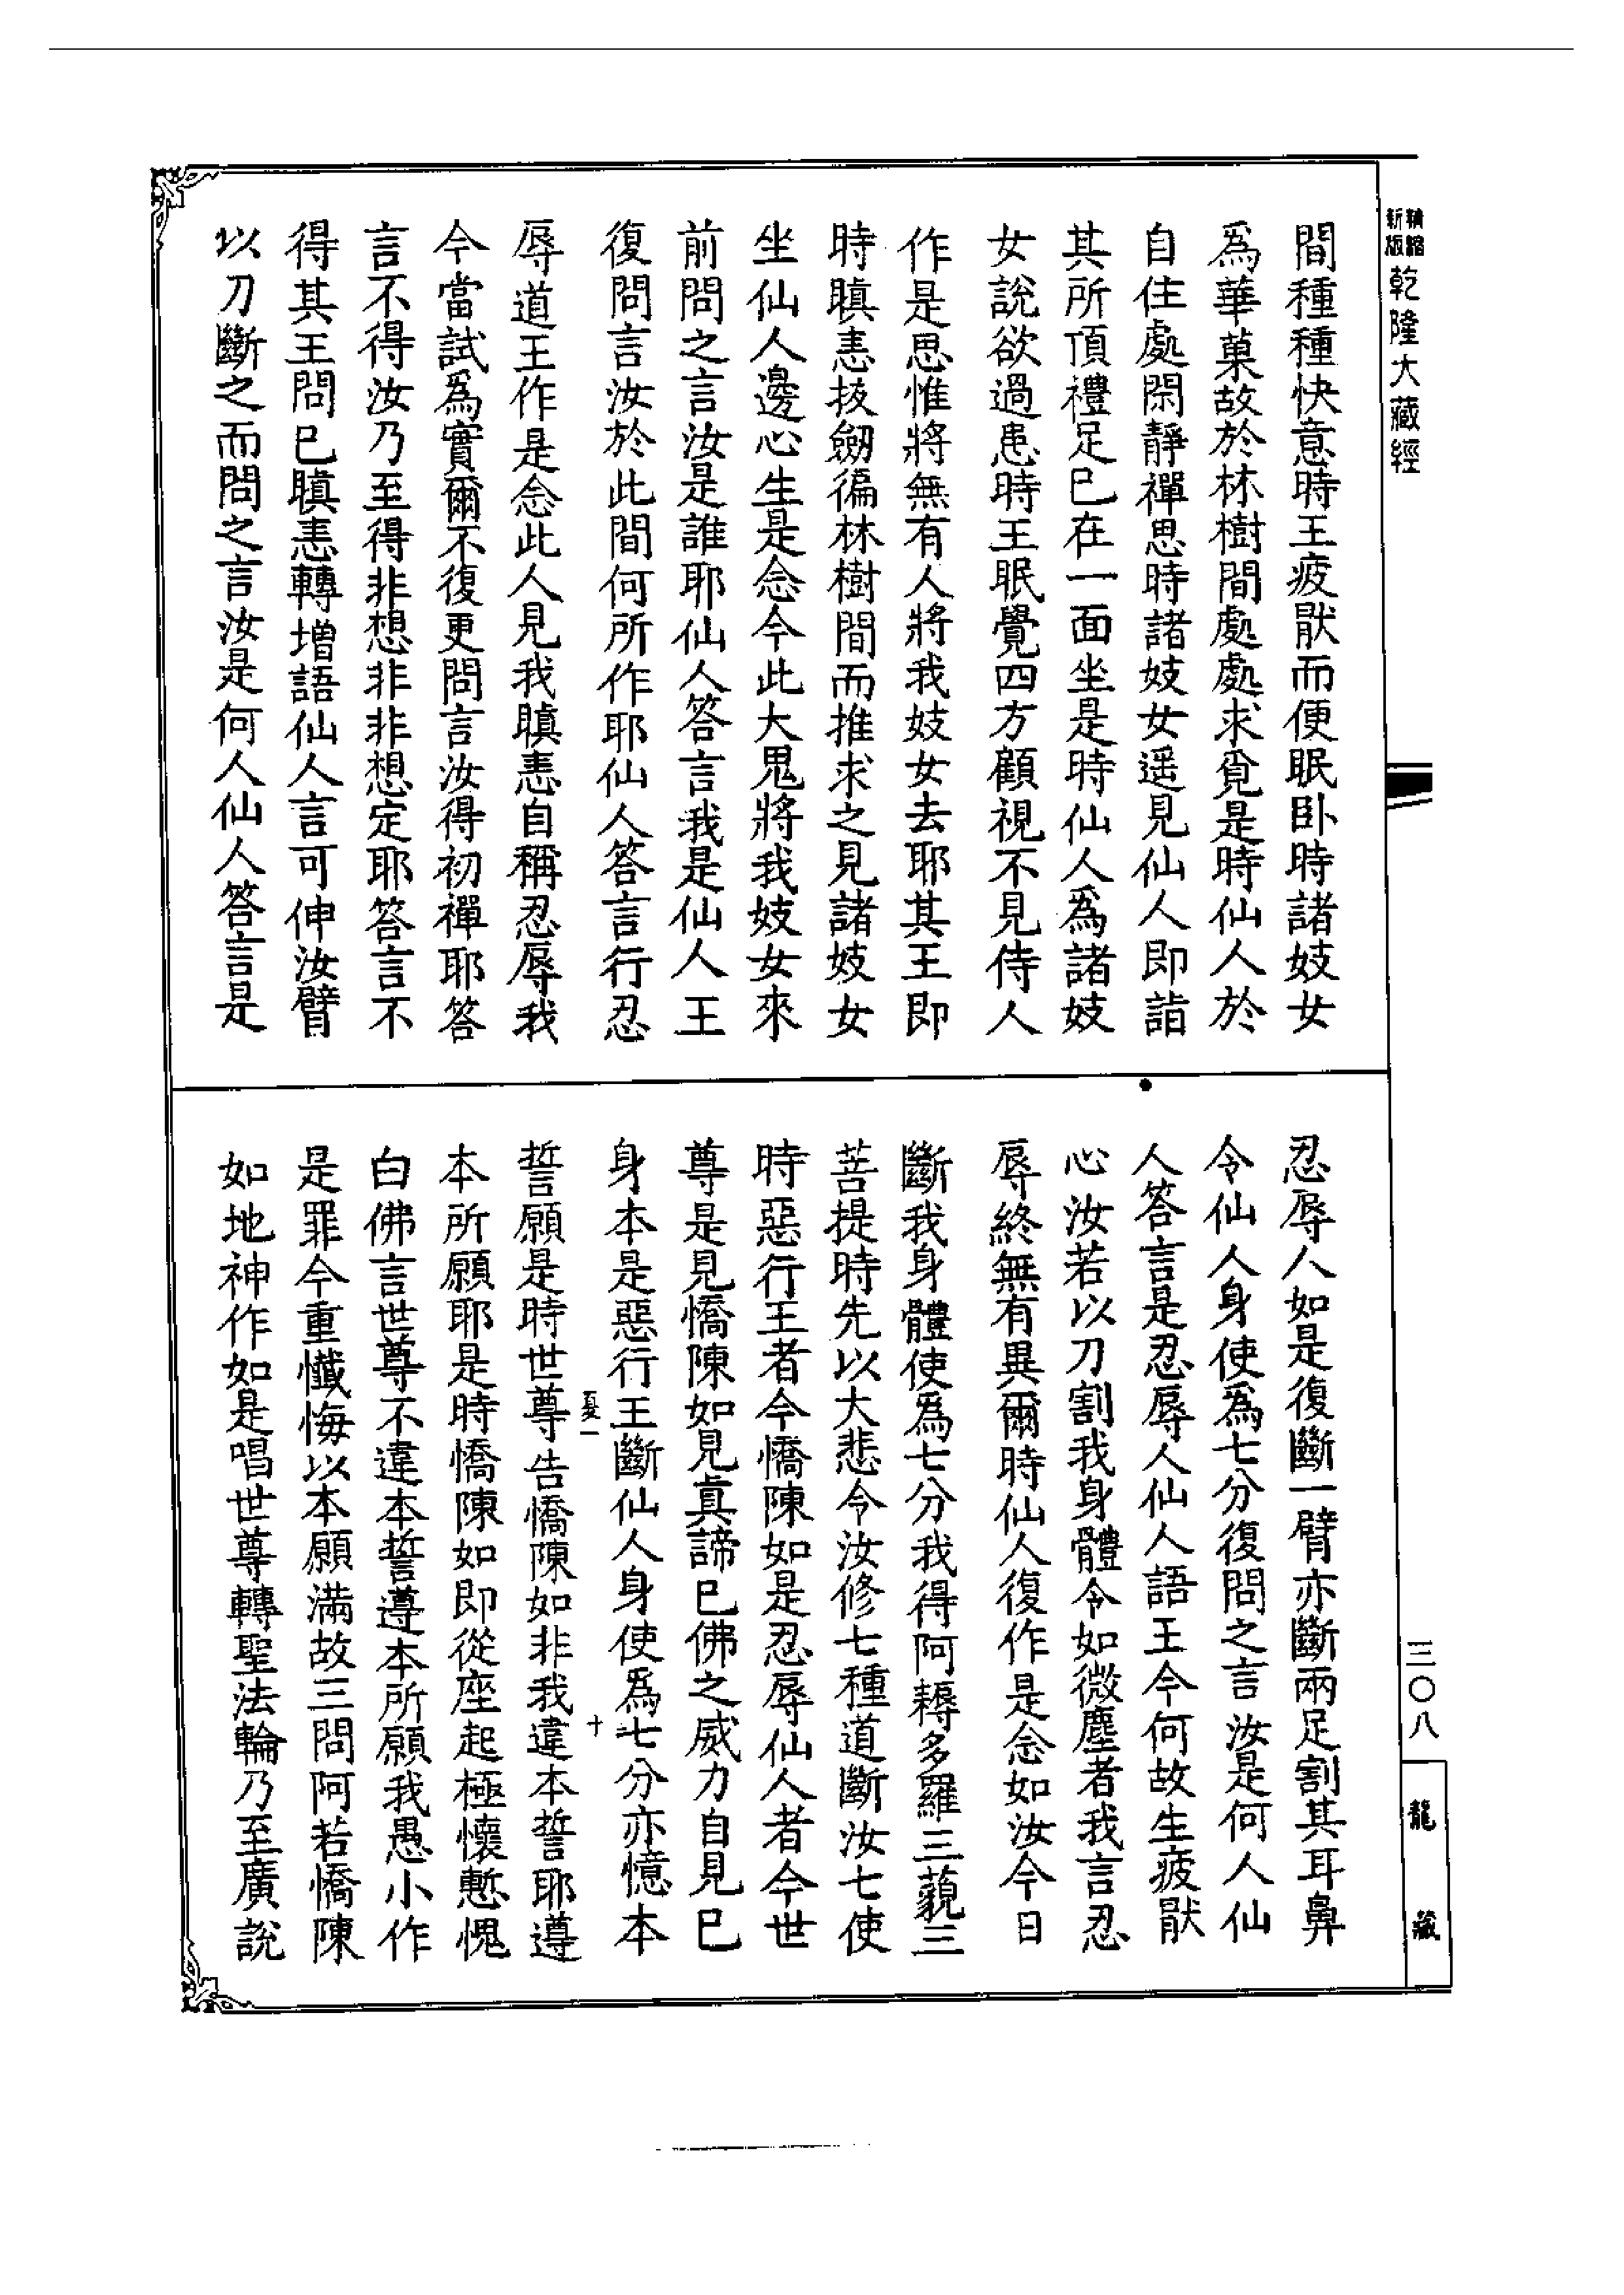 精縮新版乾隆大藏經
間種種快意時王疲猒而便眠卧時諸妓女
爲華菓故於林樹間處處求覓是時仙人於
自住處閑靜禪思時諸妓女遥見仙人即詣
其所頂禮足已在一面坐是時仙人爲諸妓
女說欲過患時王眠覺四方顧視不見侍人
作是思惟將無有人將我妓女去耶其王即
時瞋恚拔劒徧林樹間而推求之見諸妓女
坐仙人邊心生是念今此大鬼將我妓女來
前問之言汝是誰耶仙人答言我是仙人王
復問言汝於此間何所作耶仙人答言行忍
辱道王作是念此人見我瞋恚自稱忍辱我
今當試爲實爾不復更問言汝得初禪耶答
言不得汝乃至得非想非非想定耶答言不
得其王問已瞋恚轉增語仙人言可伸汝臂
以刀斷之而問之言汝是何人仙人答言是
忍辱人如是復斷一臂亦斷兩足割其耳鼻
令仙人身使爲七分復問之言汝是何人仙
人答言是忍辱人仙人語王今何故生疲猒
心汝若以刀割我身體令如微塵者我言忍
辱終無有異爾時仙人復作是念如汝今日
斷我身體使爲七分我得阿耨多羅三藐三
菩提時先以大悲令汝修七種道斷汝七使
時惡行王者今憍陳如是忍辱仙人者今世
尊是見憍陳如見真諦已佛之威力自見已
身本是惡行王斷仙人身使爲七分亦憶本
憂一
十
誓願是時世尊告憍陳如非我違本誓耶遵
本所願耶是時憍陳如即從座起極懷慙愧
白佛言世尊不違本誓遵本所願我愚小作
是罪今重懺悔以本願滿故三問阿若憍陳
如地神作如是唱世尊轉聖法輪乃至廣說
三〇八
龍藏